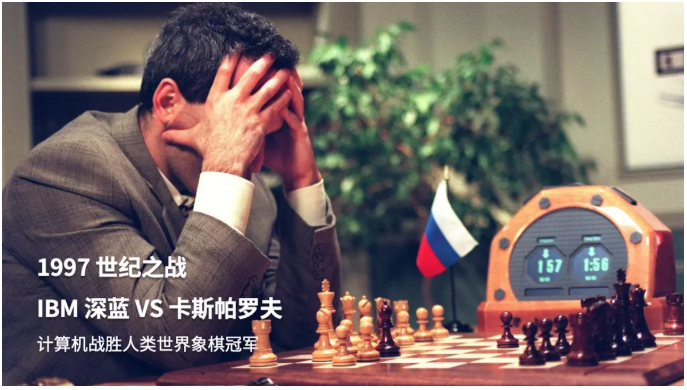 1997 世纪之战
IBM 深蓝 VS 卡斯帕罗夫
计算机战胜人类世界象棋冠军
1 57
1:56